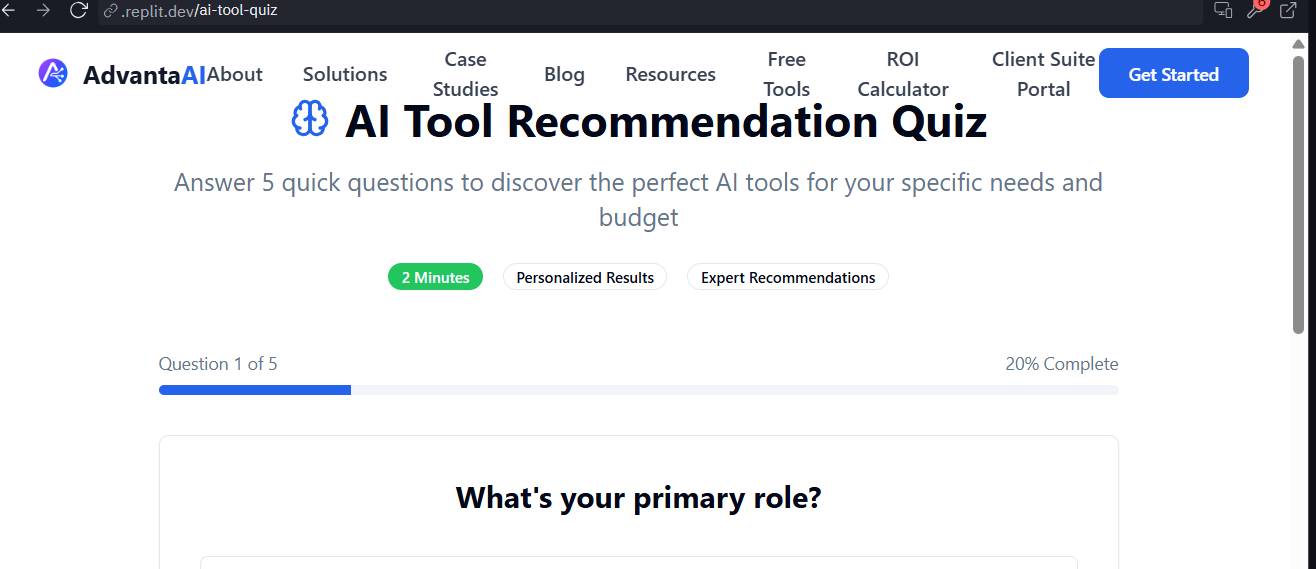 .replit.dev/ai-tool-quiz
AdvantaAI
About
Solutions
Case
Studies
Blog
Resources
Free
Tools
ROI
Calculator
Client Suite
Portal
Get Started
AI Tool Recommendation Quiz
Answer 5 quick questions to discover the perfect AI tools for your specific needs and
budget
2 Minutes
Personalized Results
Expert Recommendations
Question 1 of 5
20% Complete
What's your primary role?